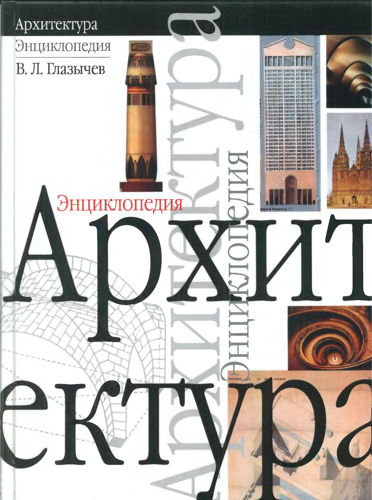 Архитектура
Энциклопедия
В. Л. Глазычев
Энциклопедия
Архит
ектура
Архитектура
Энциклопедия